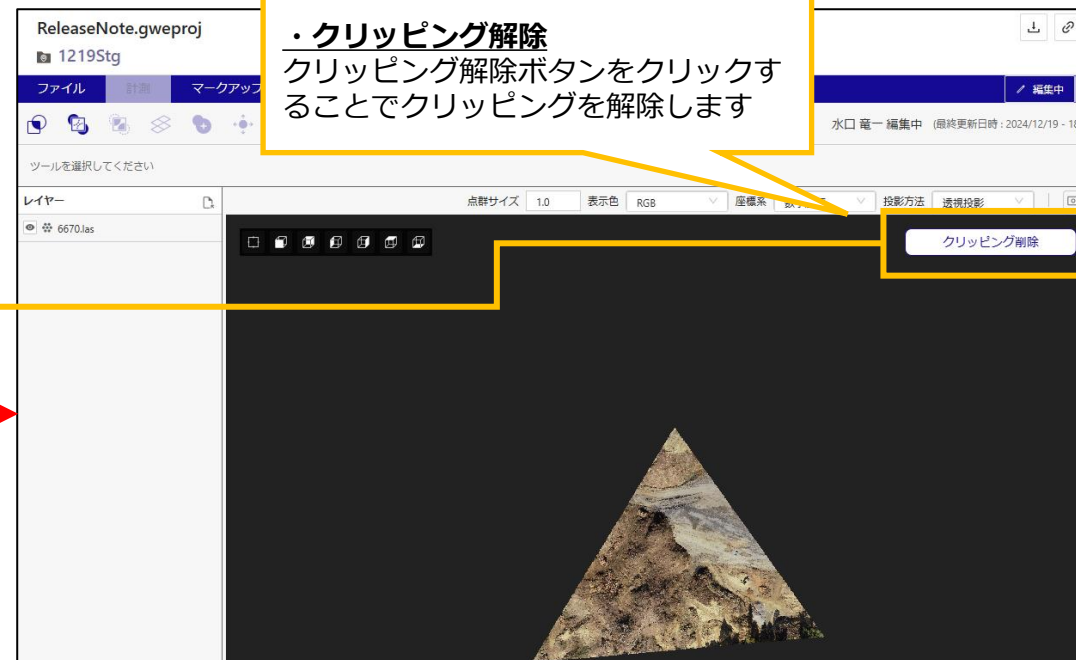 ReleaseNote.gweproj
1219Stg
・クリッピング解除
クリッピング解除ボタンをクリックす
ることでクリッピングを解除します
ファイル 計測 マークアップ
編集中
水口 竜一 編集中 (最終更新日時 : 2024/12/19 - 18
ツールを選択してください
レイヤー
点群サイズ 1.0 表示色 RGB 座標系 投影方法 透視投影
6670.las
クリッピング削除